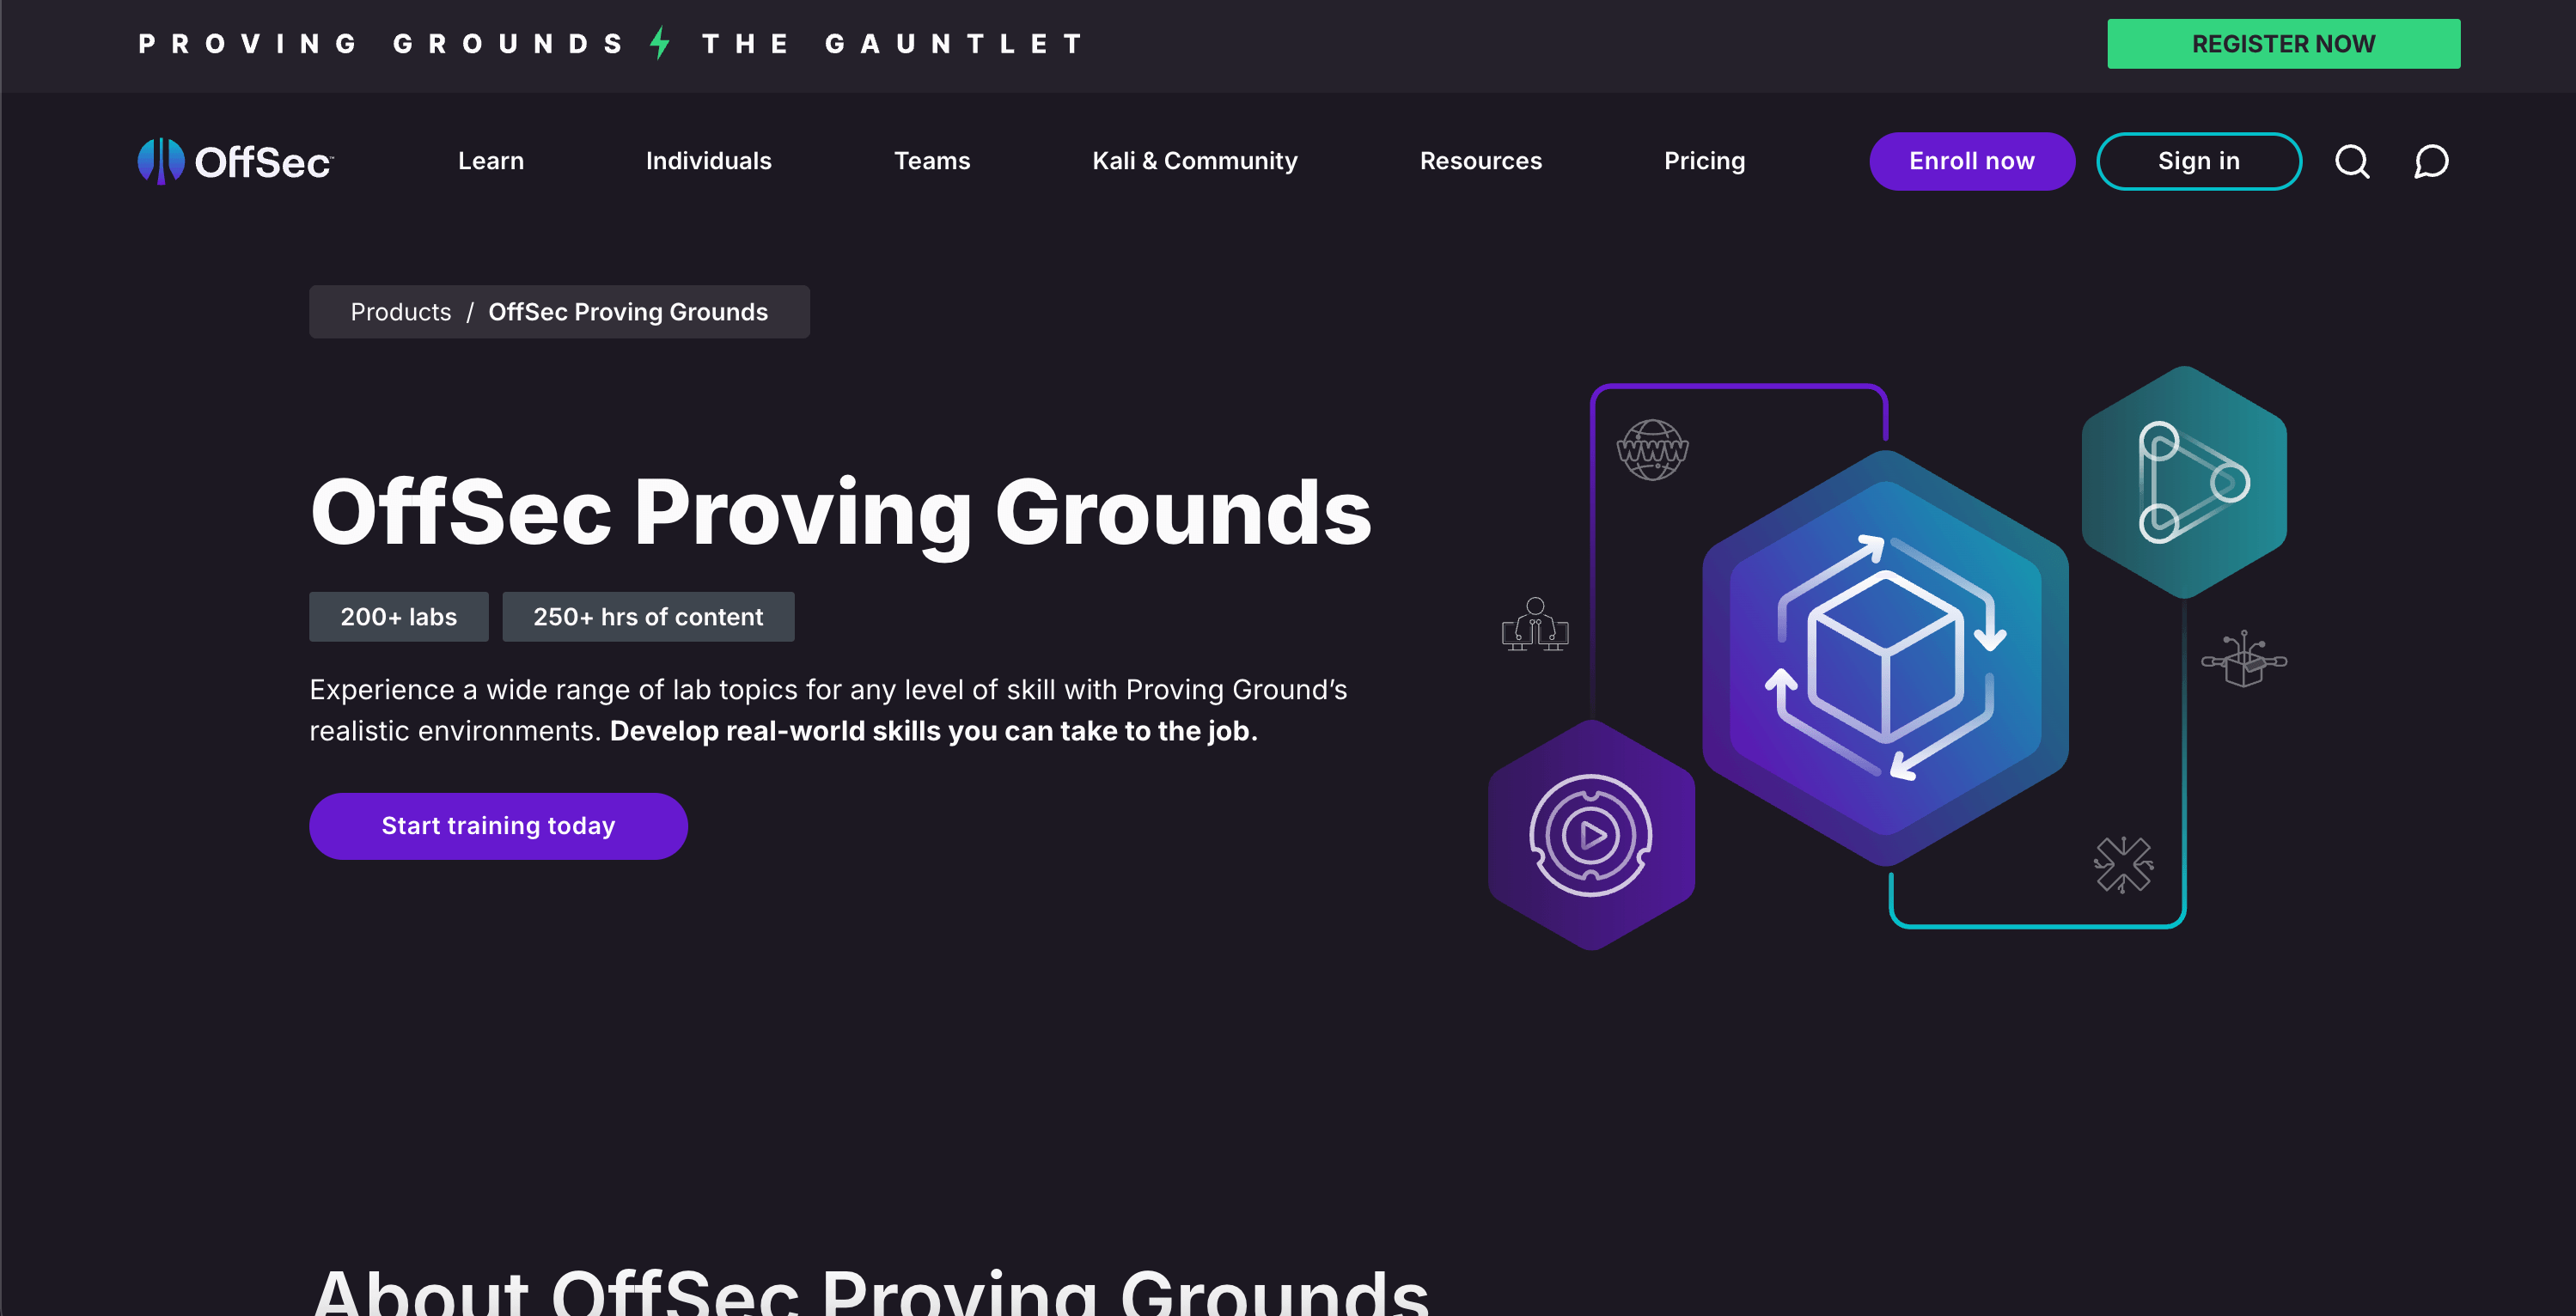 PROVING GROUNDS THE GAUNTLET
REGISTER NOW
OffSec™
Learn
Individuals
Teams
Kali & Community
Resources
Pricing
Enroll now
Sign in
Products / OffSec Proving Grounds
OffSec Proving Grounds
200+ labs
250+ hrs of content
Experience a wide range of lab topics for any level of skill with Proving Ground’s
realistic environments. Develop real-world skills you can take to the job.
Start training today
WWW
About OffSec Proving Grounds